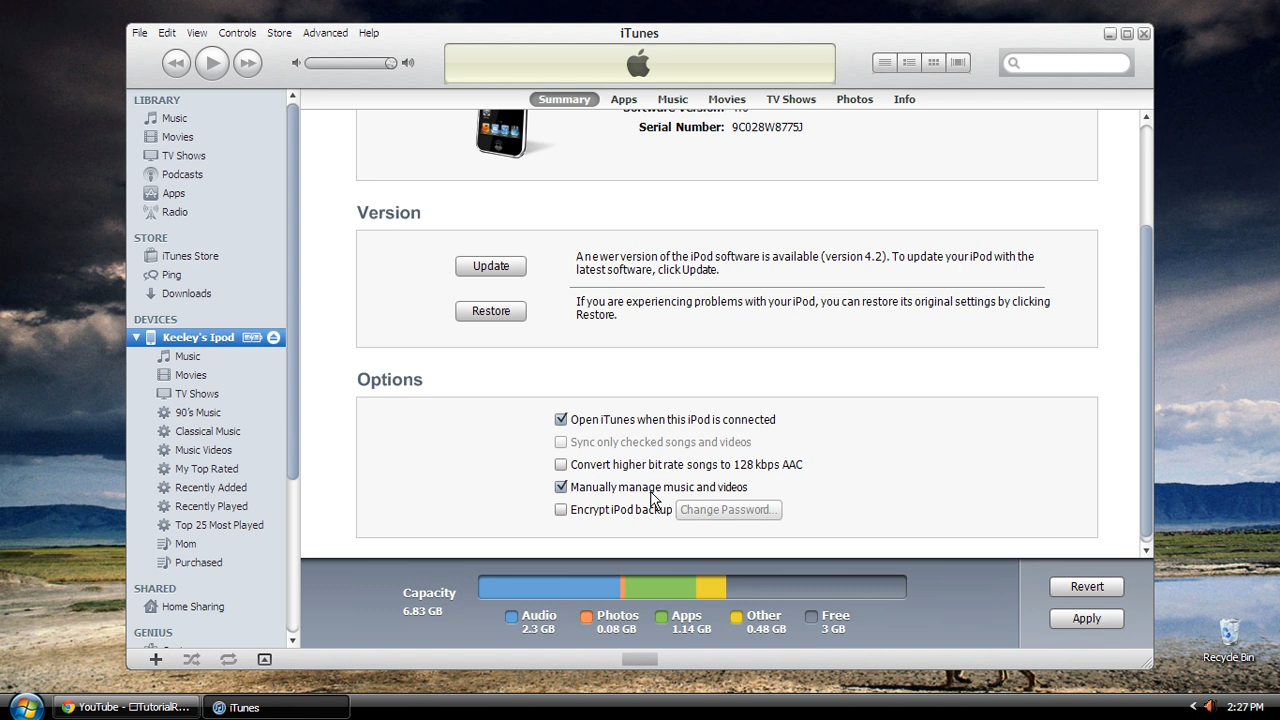 iTunes
File Edit View Controls Store Advanced Help
Summary Apps Music Movies TV Shows Photos Info
LIBRARY
Music
Movies
TV Shows
Podcasts
Apps
Radio
STORE
iTunes Store
Ping
Downloads
DEVICES
Keeley's Ipod
Music
Movies
TV Shows
90's Music
Classical Music
Music Videos
My Top Rated
Recently Added
Recently Played
Top 25 Most Played
Mom
Purchased
SHARED
Home Sharing
GENIUS
Serial Number: 9C028W8775J
Version
Update
A newer version of the iPod software is available (version 4.2). To update your iPod with the
latest software, click Update.
Restore
If you are experiencing problems with your iPod, you can restore its original settings by clicking
Restore.
Options
Open iTunes when this iPod is connected
Sync only checked songs and videos
Convert higher bit rate songs to 128 kbps AAC
Manually manage music and videos
Encrypt iPod backup Change Password...
Capacity
6.83 GB
Audio
2.3 GB
Photos
0.08 GB
Apps
1.14 GB
Other
0.48 GB
Free
3 GB
Revert
Apply
Recycle Bin
YouTube - iTutorialR...
iTunes
2:27 PM